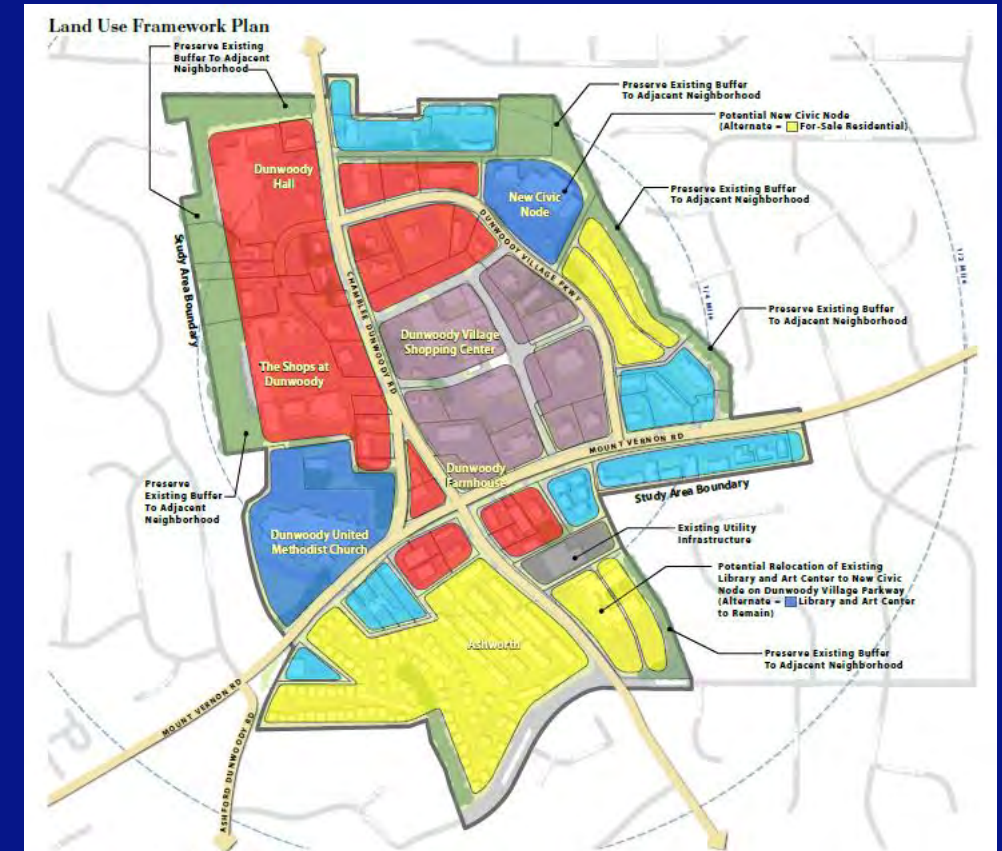 Land Use Framework Plan
Preserve Existing
Buffer To Adjacent
Neighborhood
Preserve Existing Buffer
To Adjacent Neighborhood
Potential New Civic Node
(Alternate = For-Sale Residential)
Dunwoody
Hall
New Civic
Node
Preserve Existing Buffer
To Adjacent Neighborhood
DUNWOODY VILLAGE PKWY
Study Area Boundary
CHAMBLEE DUNWOODY RD
1/4 Mile
1/2 Mile
Preserve Existing Buffer
To Adjacent Neighborhood
Dunwoody Village
Shopping Center
The Shops at
Dunwoody
MOUNT VERNON RD
Dunwoody
Farmhouse
Study Area Boundary
Preserve
Existing Buffer
To Adjacent
Neighborhood
Dunwoody United
Methodist Church
Existing Utility
Infrastructure
Potential Relocation of Existing
Library and Art Center to New Civic
Node on Dunwoody Village Parkway
(Alternate = Library and Art Center
to Remain)
Ashworth
Preserve Existing Buffer
To Adjacent Neighborhood
MOUNT VERNON RD
ASHFORD DUNWOODY RD